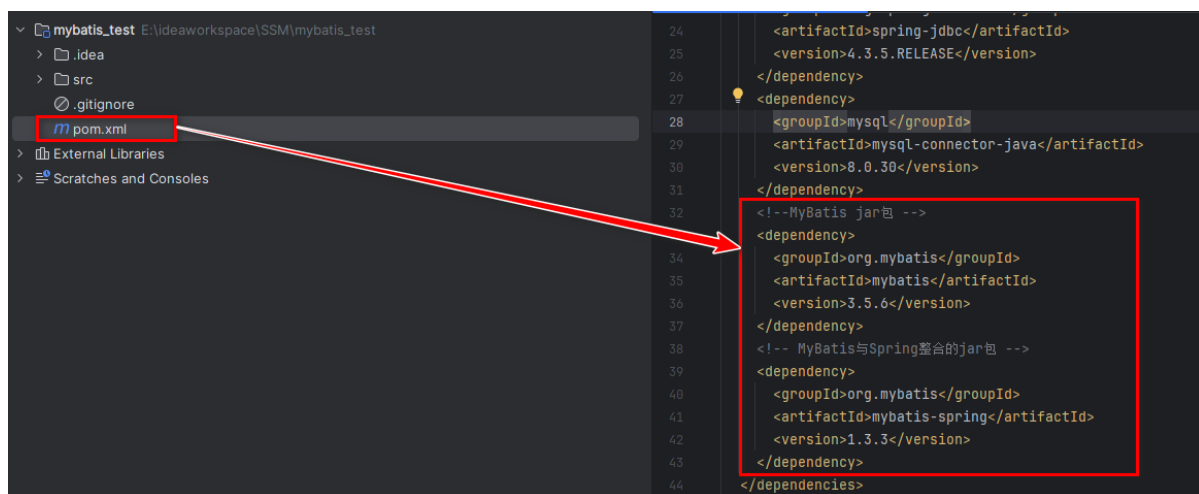 mybatis_test E:\ideaworkspace\SSM\mybatis_test
.idea
src
.gitignore
pom.xml
External Libraries
Scratches and Consoles
24 <artifactId>spring-jdbc</artifactId>
25 <version>4.3.5.RELEASE</version>
26 </dependency>
27 <dependency>
28 <groupId>mysql</groupId>
29 <artifactId>mysql-connector-java</artifactId>
30 <version>8.0.30</version>
31 </dependency>
32 <!--MyBatis jar包 -->
<dependency>
34 <groupId>org.mybatis</groupId>
35 <artifactId>mybatis</artifactId>
36 <version>3.5.6</version>
37 </dependency>
38 <!-- MyBatis与Spring整合的jar包 -->
39 <dependency>
40 <groupId>org.mybatis</groupId>
41 <artifactId>mybatis-spring</artifactId>
42 <version>1.3.3</version>
43 </dependency>
44 </dependencies>